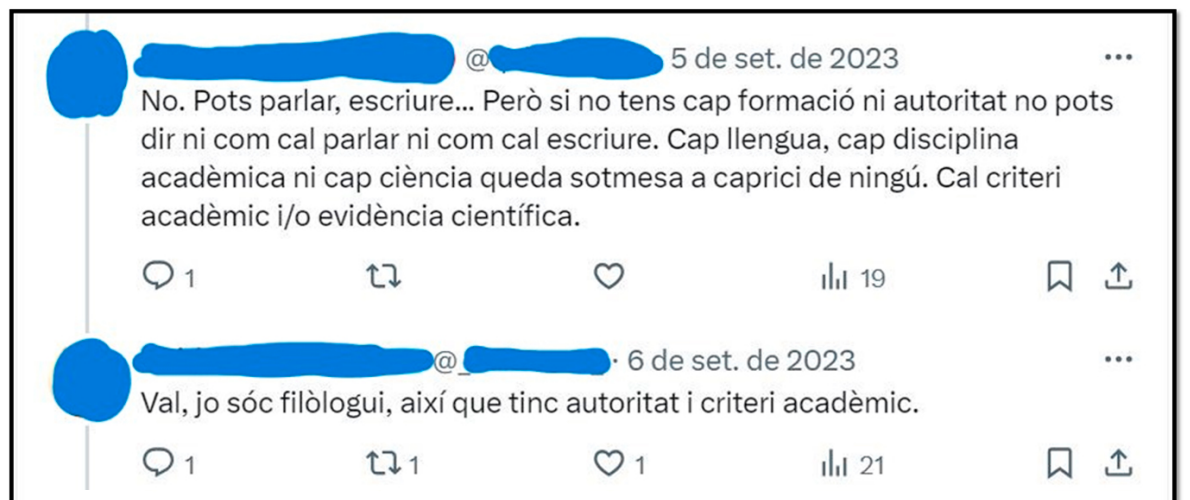 @ 5 de set. de 2023
No. Pots parlar, escriure... Però si no tens cap formació ni autoritat no pots
dir ni com cal parlar ni com cal escriure. Cap llengua, cap disciplina
acadèmica ni cap ciència queda sotmesa a caprici de ningú. Cal criteri
acadèmic i/o evidència científica.
1 19
@_ · 6 de set. de 2023
Val, jo sóc filòlogui, així que tinc autoritat i criteri acadèmic.
1 1 1 21